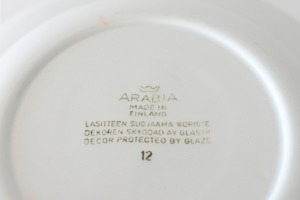 ARABIA
MADE IN
FINLAND
LASITTEEN SUOJAAMA KORISTE
DEKOREN SKYDDAD AV GLASYR
DECOR PROTECTED BY GLAZE
12